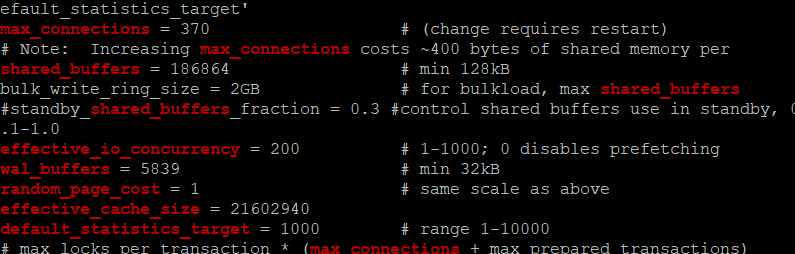 efault_statistics_target'
max_connections = 370                   # (change requires restart)
# Note:  Increasing max_connections costs ~400 bytes of shared memory per
shared_buffers = 186864                 # min 128kB
bulk_write_ring_size = 2GB              # for bulkload, max shared_buffers
#standby_shared_buffers_fraction = 0.3 #control shared buffers use in standby, 0
.1-1.0
effective_io_concurrency = 200          # 1-1000; 0 disables prefetching
wal_buffers = 5839                      # min 32kB
random_page_cost = 1                    # same scale as above
effective_cache_size = 21602940
default_statistics_target = 1000        # range 1-10000
# max_locks_per_transaction * (max_connections + max_prepared_transactions)